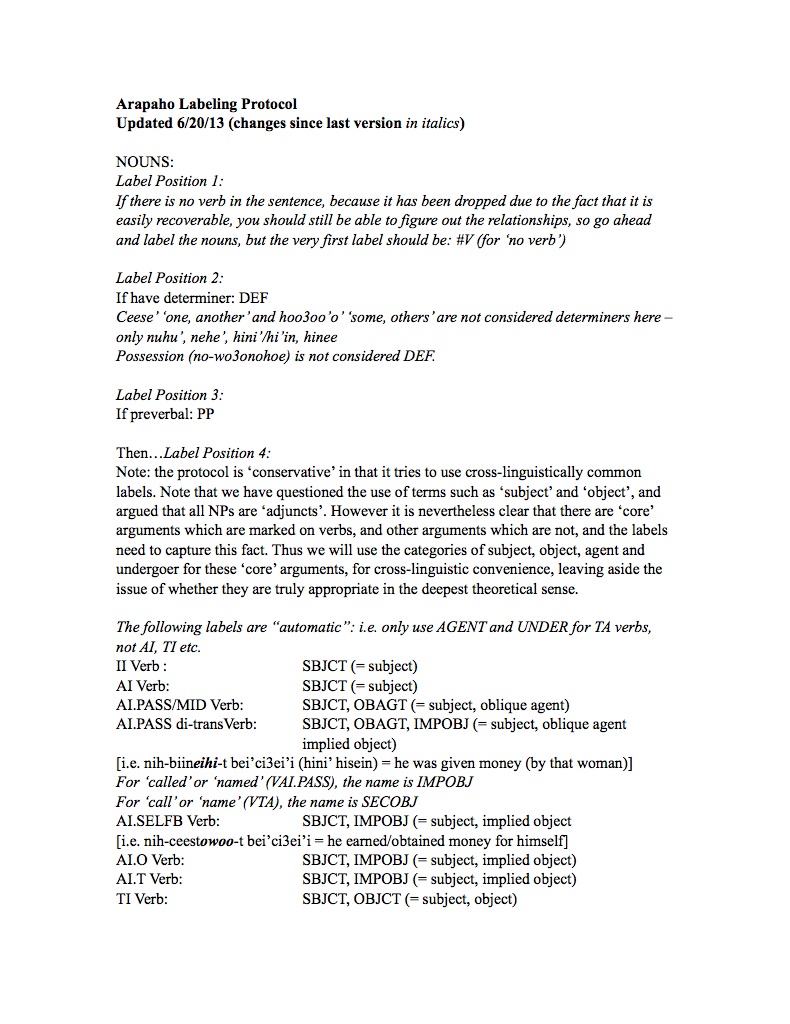 Arapaho Labeling Protocol
Updated 6/20/13 (changes since last version in italics)
NOUNS:
Label Position 1:
If there is no verb in the sentence, because it has been dropped due to the fact that it is
easily recoverable, you should still be able to figure out the relationships, so go ahead
and label the nouns, but the very first label should be: #V (for ‘no verb’)
Label Position 2:
If have determiner: DEF
Ceese’ ‘one, another’ and hoo3oo’o’ ‘some, others’ are not considered determiners here –
only nuhu’, nehe’, hini’/hi’in, hinee
Possession (no-wo3onohoe) is not considered DEF.
Label Position 3:
If preverbal: PP
Then…Label Position 4:
Note: the protocol is ‘conservative’ in that it tries to use cross-linguistically common
labels. Note that we have questioned the use of terms such as ‘subject’ and ‘object’, and
argued that all NPs are ‘adjuncts’. However it is nevertheless clear that there are ‘core’
arguments which are marked on verbs, and other arguments which are not, and the labels
need to capture this fact. Thus we will use the categories of subject, object, agent and
undergoer for these ‘core’ arguments, for cross-linguistic convenience, leaving aside the
issue of whether they are truly appropriate in the deepest theoretical sense.
The following labels are “automatic”: i.e. only use AGENT and UNDER for TA verbs,
not AI, TI etc.
II Verb : SBJCT (= subject)
AI Verb: SBJCT (= subject)
AI.PASS/MID Verb: SBJCT, OBAGT (= subject, oblique agent)
AI.PASS di-transVerb: SBJCT, OBAGT, IMPOBJ (= subject, oblique agent
implied object)
[i.e. nih-biineihi-t bei’ci3ei’i (hini’ hisein) = he was given money (by that woman)]
For ‘called’ or ‘named’ (VAI.PASS), the name is IMPOBJ
For ‘call’ or ‘name’ (VTA), the name is SECOBJ
AI.SELFB Verb: SBJCT, IMPOBJ (= subject, implied object
[i.e. nih-ceestowoo-t bei’ci3ei’i = he earned/obtained money for himself]
AI.O Verb: SBJCT, IMPOBJ (= subject, implied object)
AI.T Verb: SBJCT, IMPOBJ (= subject, implied object)
TI Verb: SBJCT, OBJCT (= subject, object)